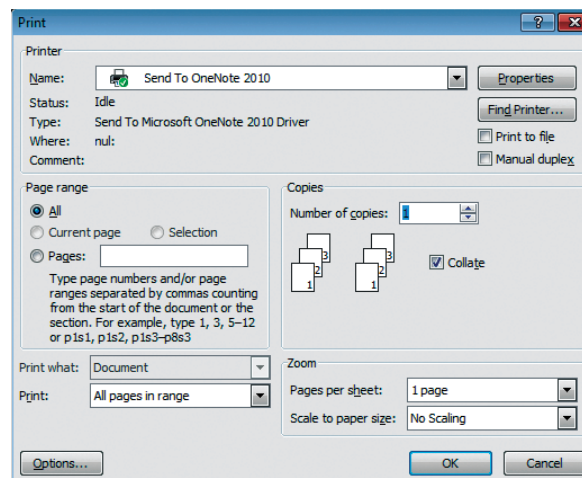 Print
Printer
Name: Send To OneNote 2010 Properties
Status: Idle
Find Printer...
Type: Send To Microsoft OneNote 2010 Driver
Where: nul: Print to file
Comment: Manual duplex
Page range
All
Current page Selection
Pages:
Type page numbers and/or page
ranges separated by commas counting
from the start of the document or the
section. For example, type 1, 3, 5–12
or p1s1, p1s2, p1s3–p8s3
Copies
Number of copies: 1
3 3
2 2
1 1
Collate
Print what: Document
Print: All pages in range
Zoom
Pages per sheet: 1 page
Scale to paper size: No Scaling
Options... OK Cancel